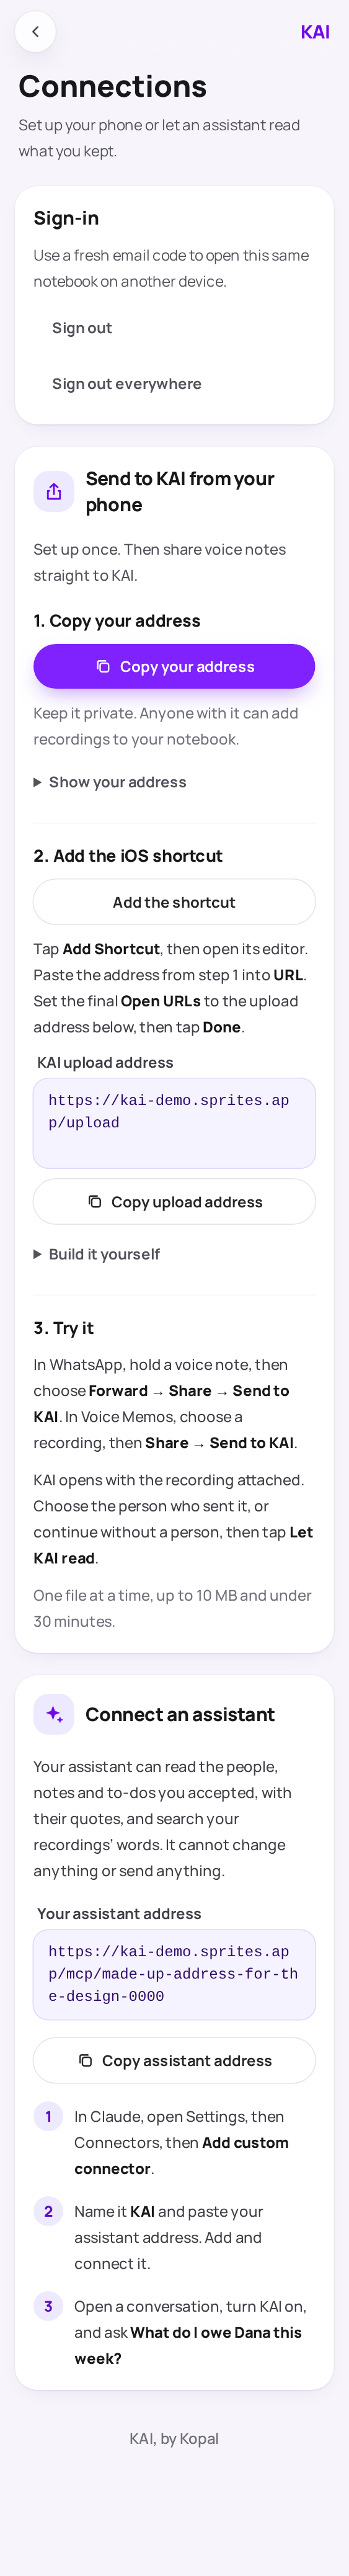 KAI
Connections
Set up your phone or let an assistant read
what you kept.
Sign-in
Use a fresh email code to open this same
notebook on another device.
Sign out
Sign out everywhere
Send to KAI from your
phone
Set up once. Then share voice notes
straight to KAI.
1. Copy your address
Copy your address
Keep it private. Anyone with it can add
recordings to your notebook.
Show your address
2. Add the iOS shortcut
Add the shortcut
Tap Add Shortcut, then open its editor.
Paste the address from step 1 into URL.
Set the final Open URLs to the upload
address below, then tap Done.
KAI upload address
https://kai-demo.sprites.ap
p/upload
Copy upload address
Build it yourself
3. Try it
In WhatsApp, hold a voice note, then
choose Forward → Share → Send to
KAI. In Voice Memos, choose a
recording, then Share → Send to KAI.
KAI opens with the recording attached.
Choose the person who sent it, or
continue without a person, then tap Let
KAI read.
One file at a time, up to 10 MB and under
30 minutes.
Connect an assistant
Your assistant can read the people,
notes and to-dos you accepted, with
their quotes, and search your
recordings' words. It cannot change
anything or send anything.
Your assistant address
https://kai-demo.sprites.ap
p/mcp/made-up-address-for-th
e-design-0000
Copy assistant address
1 In Claude, open Settings, then
Connectors, then Add custom
connector.
2 Name it KAI and paste your
assistant address. Add and
connect it.
3 Open a conversation, turn KAI on,
and ask What do I owe Dana this
week?
KAI, by Kopal